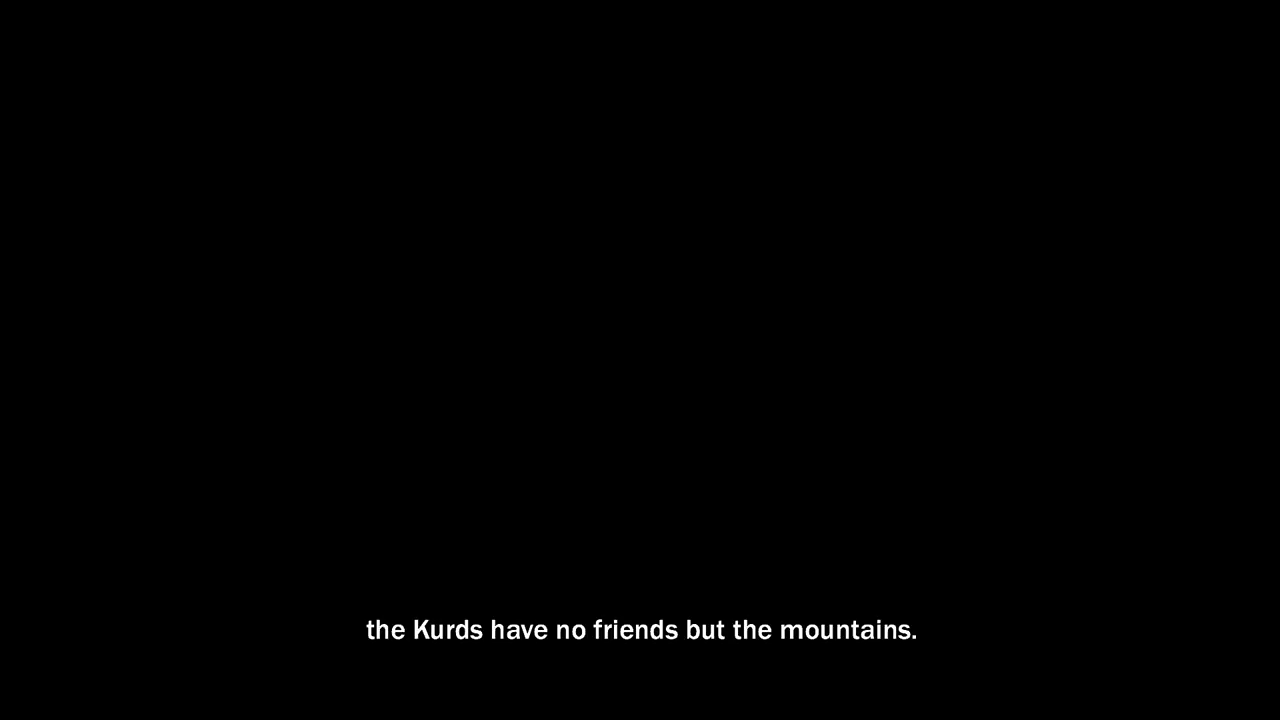 the Kurds have no friends but the mountains.